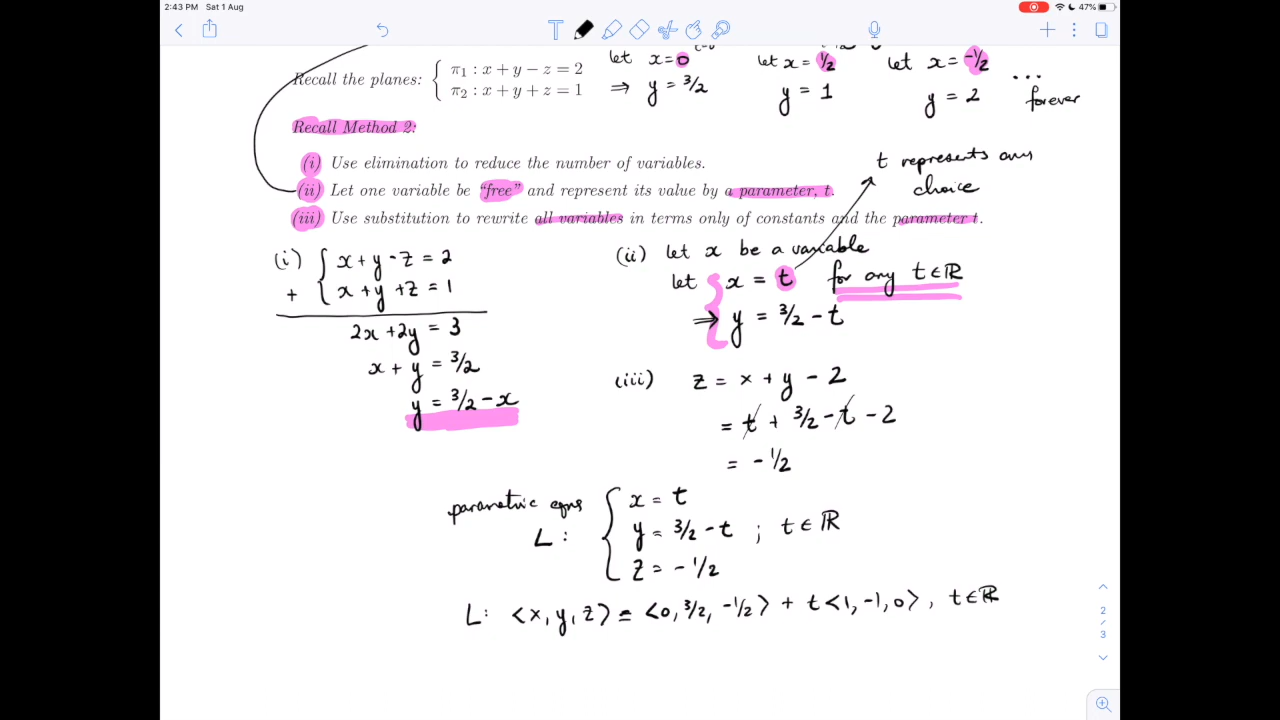 2:43 PM Sat 1 Aug
47%
let x = 0 let x = 1/2 let x = -1/2
Recall the planes: { π₁ : x + y − z = 2
π₂ : x + y + z = 1
⇒ y = 3/2 y = 1 y = 2 ... forever
Recall Method 2:
(i) Use elimination to reduce the number of variables.
(ii) Let one variable be “free” and represent its value by a parameter, t.
(iii) Use substitution to rewrite all variables in terms only of constants and the parameter t.
t represents any
choice
(i) { x + y - z = 2
+ { x + y + z = 1
2x + 2y = 3
x + y = 3/2
y = 3/2 - x
(ii) let x be a variable
let { x = t for any t ∈ ℝ
⇒ y = 3/2 - t
(iii) z = x + y - 2
= t + 3/2 - t - 2
= - 1/2
parametric eqns
L : { x = t
y = 3/2 - t ; t ∈ ℝ
z = - 1/2
L: <x, y, z> = <0, 3/2, -1/2> + t<1, -1, 0>, t ∈ ℝ
2
/
3